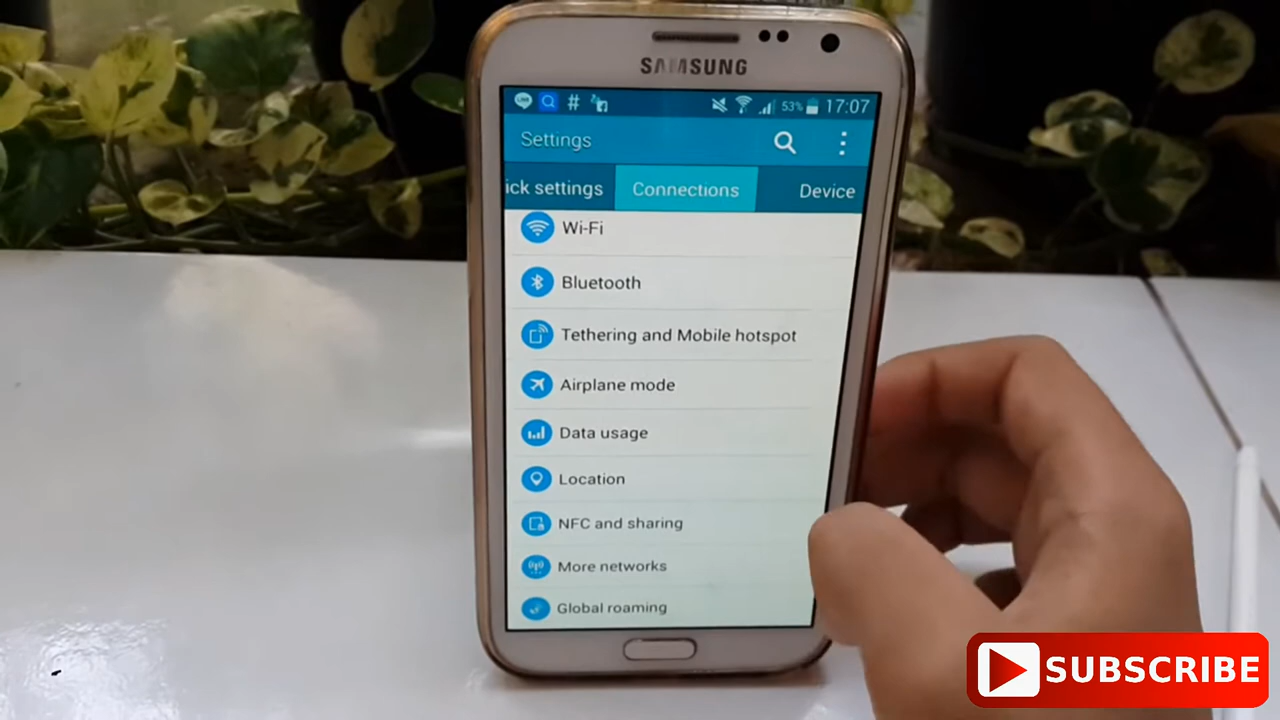 SAMSUNG
# 53% 17:07
Settings
ick settings Connections Device
Wi-Fi
Bluetooth
Tethering and Mobile hotspot
Airplane mode
Data usage
Location
NFC and sharing
More networks
Global roaming
SUBSCRIBE